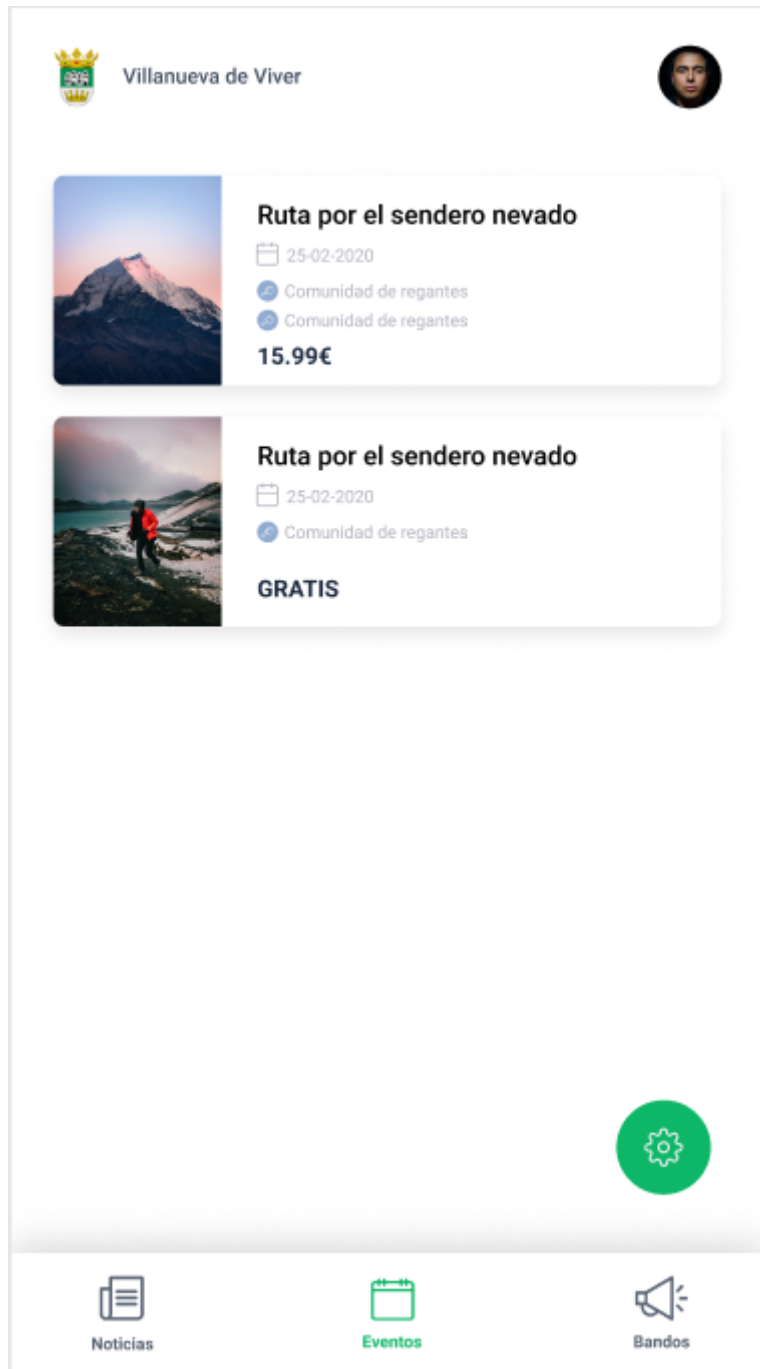 Villanueva de Viver
Ruta por el sendero nevado
25-02-2020
Comunidad de regantes
Comunidad de regantes
15.99€
Ruta por el sendero nevado
25-02-2020
Comunidad de regantes
GRATIS
Noticias
Eventos
Bandos